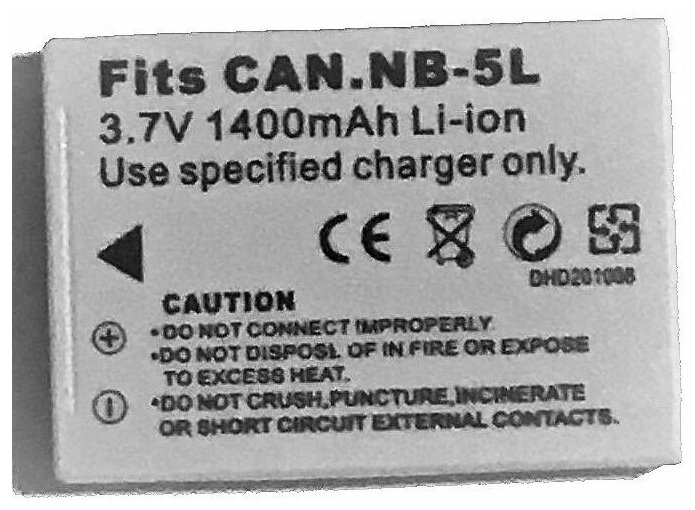 Fits CAN.NB-5L
3.7V 1400mAh Li-ion
Use specified charger only.
CE
DHD201008
CAUTION
•DO NOT CONNECT IMPROPERLY.
•DO NOT DISPOSL OF IN FIRE OR EXPOSE
TO EXCESS HEAT.
•DO NOT CRUSH,PUNCTURE,INCINERATE
OR SHORT CIRCUIT EXTERNAL CONTACTS.